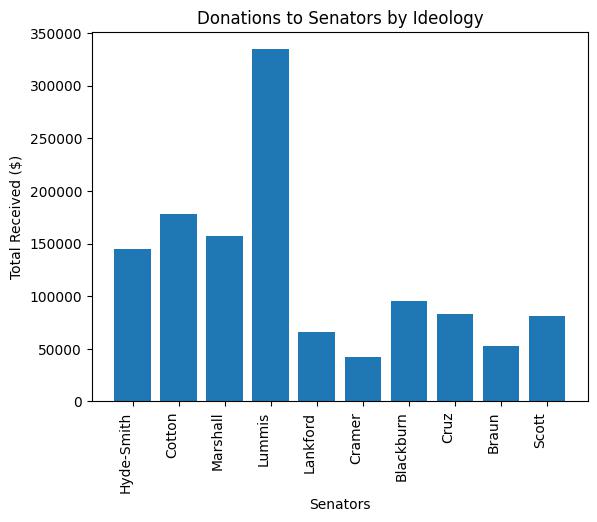 Donations to Senators by Ideology
Total Received ($)
350000
300000
250000
200000
150000
100000
50000
0
Hyde-Smith
Cotton
Marshall
Lummis
Lankford
Cramer
Blackburn
Cruz
Braun
Scott
Senators